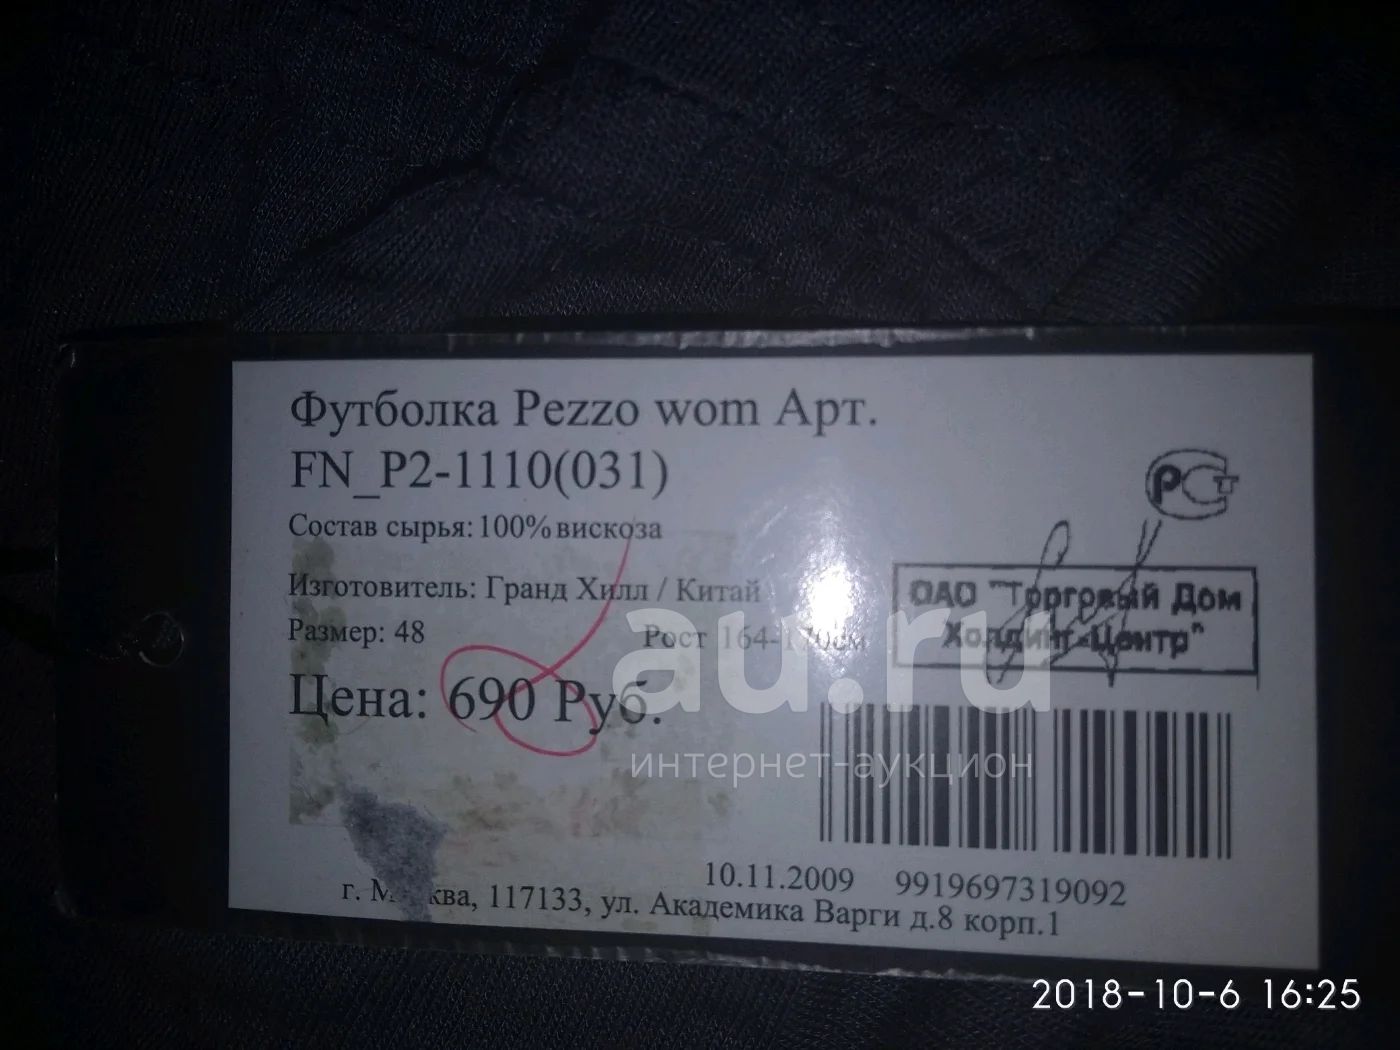 Футболка Pezzo wom Арт.
FN_P2-1110(031)
Состав сырья: 100% вискоза
Изготовитель: Гранд Хилл / Китай
Размер: 48 Рост 164-170см
Цена: 690 Руб.
РСТ
ОАО "Торговый Дом
Холдинг-Центр"
au.ru
интернет-аукцион
10.11.2009 9919697319092
г. М ква, 117133, ул. Академика Варги д.8 корп.1
2018-10-6 16:25